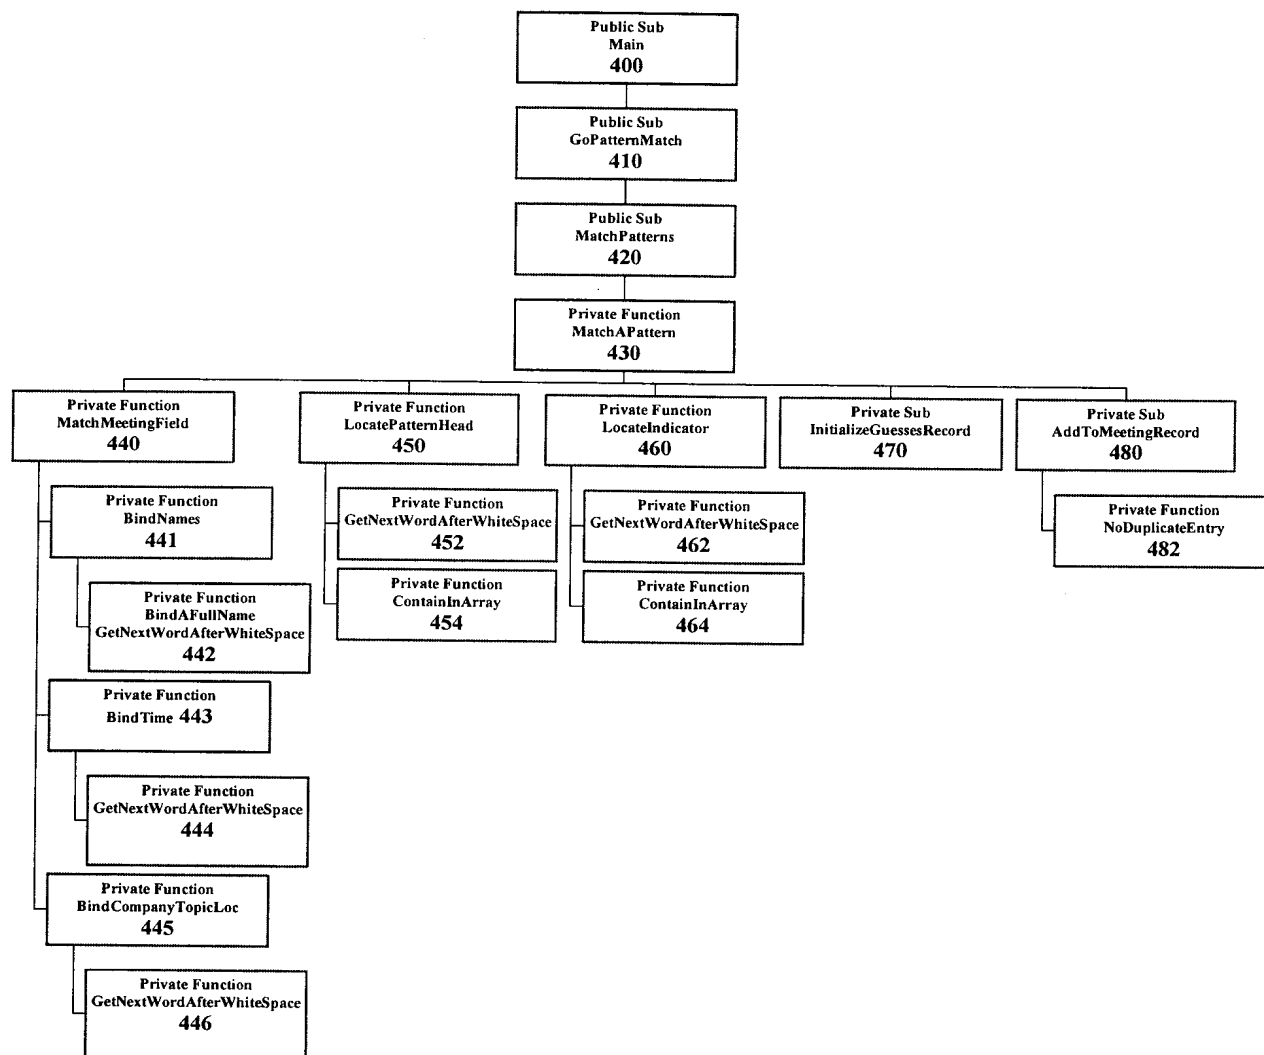 Public Sub
Main
400
Public Sub
GoPatternMatch
410
Public Sub
MatchPatterns
420
Private Function
MatchAPattern
430
Private Function
MatchMeetingField
440
Private Function
LocatePatternHead
450
Private Function
LocateIndicator
460
Private Sub
InitializeGuessesRecord
470
Private Sub
AddToMeetingRecord
480
Private Function
BindNames
441
Private Function
GetNextWordAfterWhiteSpace
452
Private Function
GetNextWordAfterWhiteSpace
462
Private Function
NoDuplicateEntry
482
Private Function
BindAFullName
GetNextWordAfterWhiteSpace
442
Private Function
ContainInArray
454
Private Function
ContainInArray
464
Private Function
BindTime 443
Private Function
GetNextWordAfterWhiteSpace
444
Private Function
BindCompanyTopicLoc
445
Private Function
GetNextWordAfterWhiteSpace
446